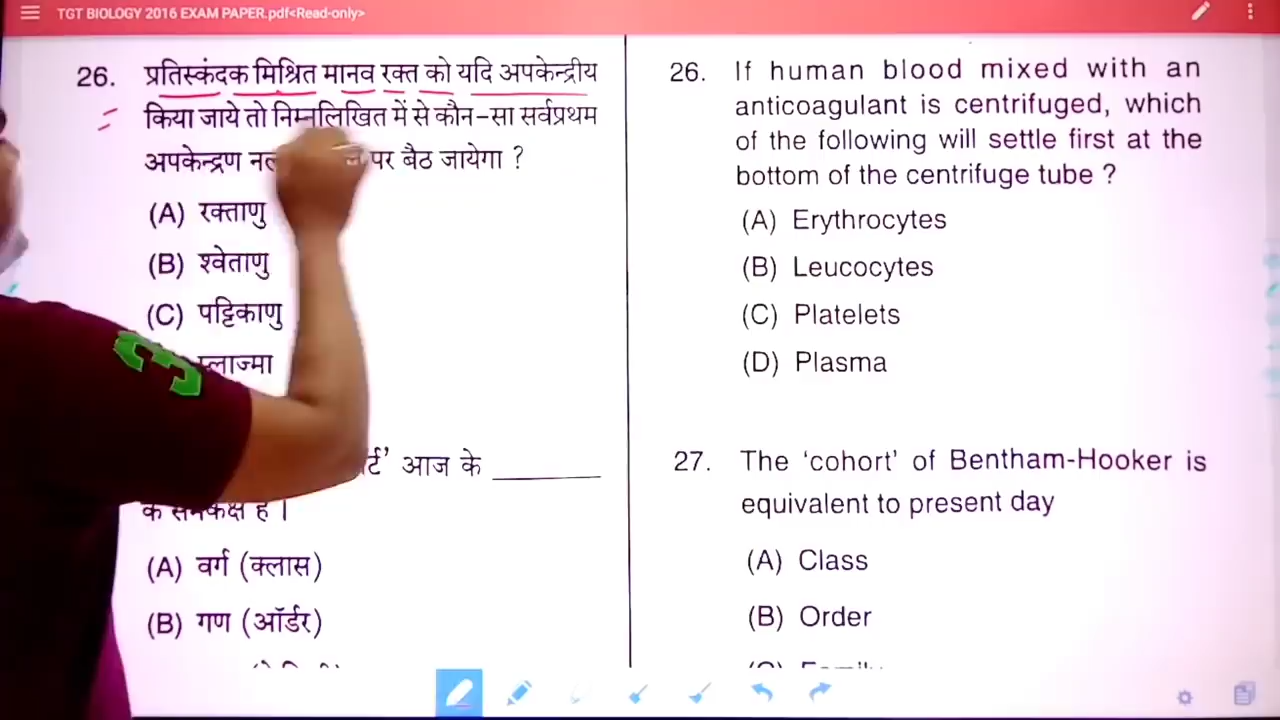 TGT BIOLOGY 2016 EXAM PAPER.pdf<Read-only>
26. प्रतिस्कंदक मिश्रित मानव रक्त को यदि अपकेन्द्रीय
किया जाये तो निम्नलिखित में से कौन-सा सर्वप्रथम
अपकेन्द्रण पर बैठ जायेगा ?
(A) रक्ताणु
(B) श्वेताणु
(C) पट्टिकाणु
प्लाज्मा
आज के ______
के समकक्ष है ।
(A) वर्ग (क्लास)
(B) गण (ऑर्डर)
26. If human blood mixed with an
anticoagulant is centrifuged, which
of the following will settle first at the
bottom of the centrifuge tube ?
(A) Erythrocytes
(B) Leucocytes
(C) Platelets
(D) Plasma
27. The ‘cohort’ of Bentham-Hooker is
equivalent to present day
(A) Class
(B) Order